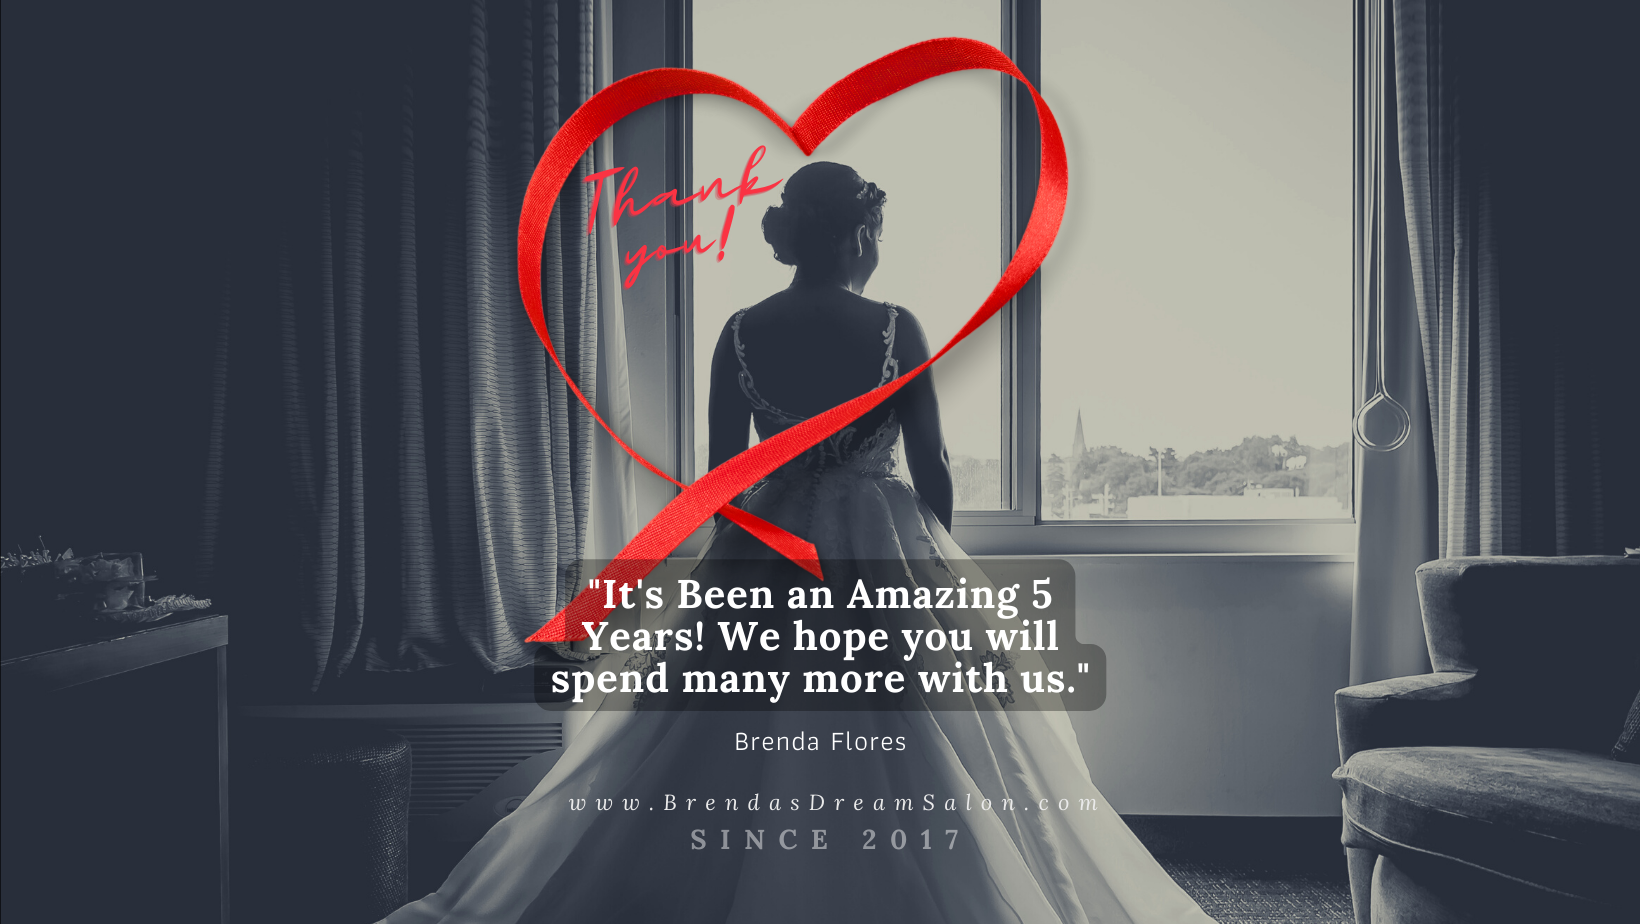 Thank
you!
"It's Been an Amazing 5
Years! We hope you will
spend many more with us."
Brenda Flores
www.BrendasDreamSalon.com
SINCE 2017